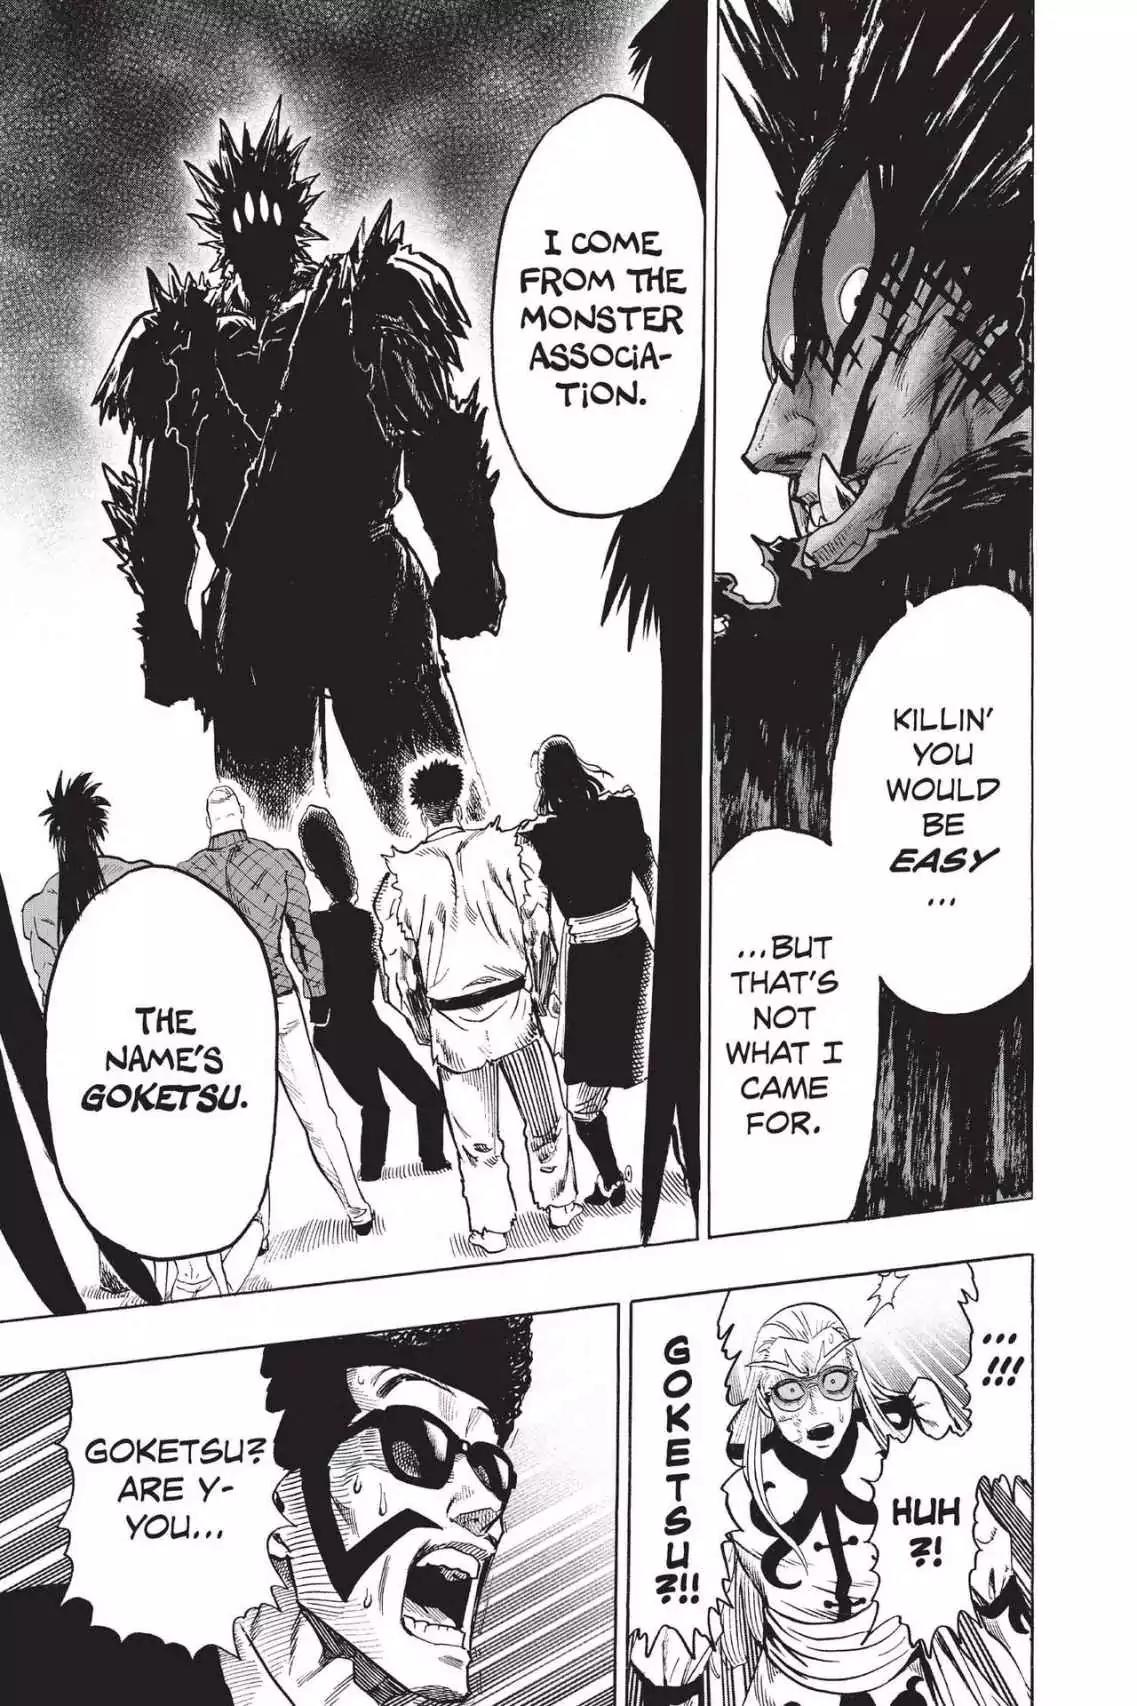 KILLIN'
YOU
WOULD
BE
EASY
...
...BUT
THAT'S
NOT
WHAT I
CAME
FOR.
I COME
FROM THE
MONSTER
ASSOCIA-
TION.
THE
NAME'S
GOKETSU.
...
!!!
HUH
?!
GOKETSU
?!!
GOKETSU?
ARE Y-
YOU...